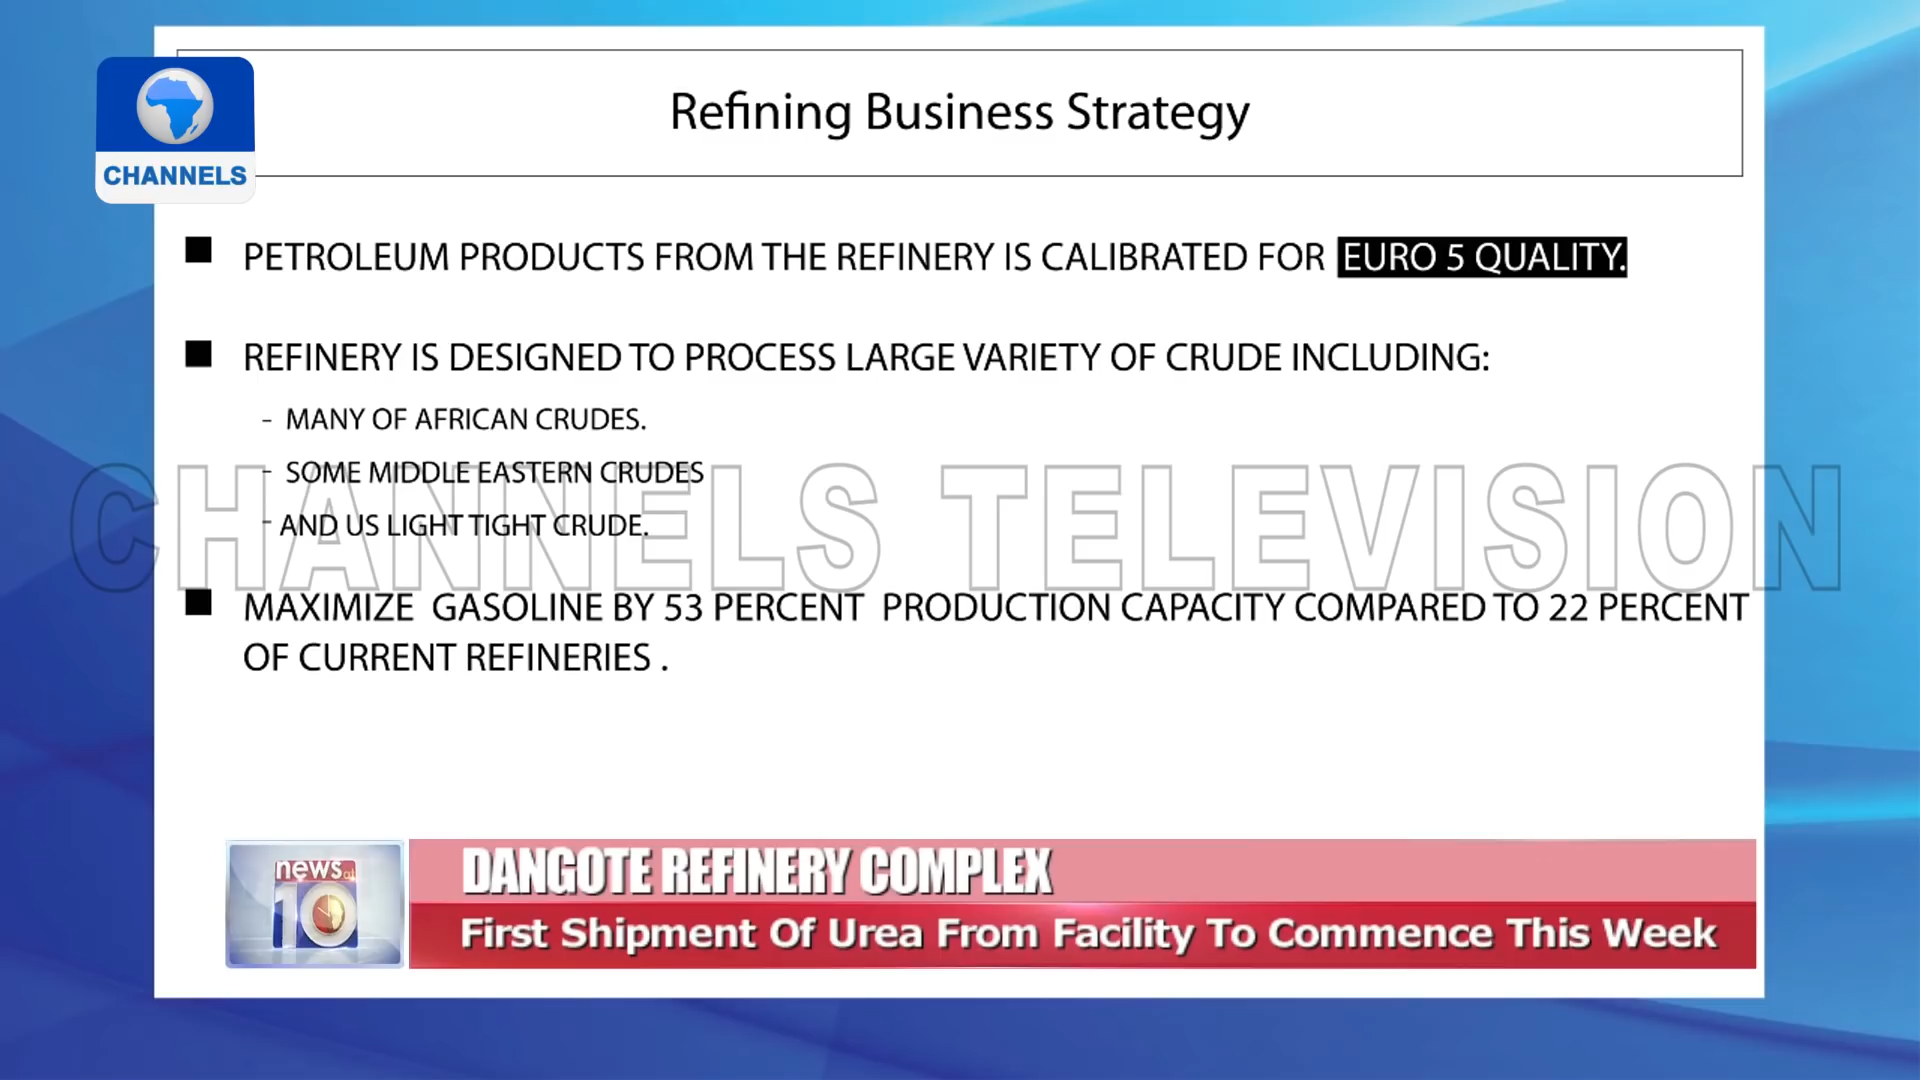 CHANNELS
Refining Business Strategy
■ PETROLEUM PRODUCTS FROM THE REFINERY IS CALIBRATED FOR EURO 5 QUALITY.
■ REFINERY IS DESIGNED TO PROCESS LARGE VARIETY OF CRUDE INCLUDING:
- MANY OF AFRICAN CRUDES.
- SOME MIDDLE EASTERN CRUDES
- AND US LIGHT TIGHT CRUDE.
CHANNELS TELEVISION
■ MAXIMIZE GASOLINE BY 53 PERCENT PRODUCTION CAPACITY COMPARED TO 22 PERCENT
OF CURRENT REFINERIES .
news at
10
DANGOTE REFINERY COMPLEX
First Shipment Of Urea From Facility To Commence This Week